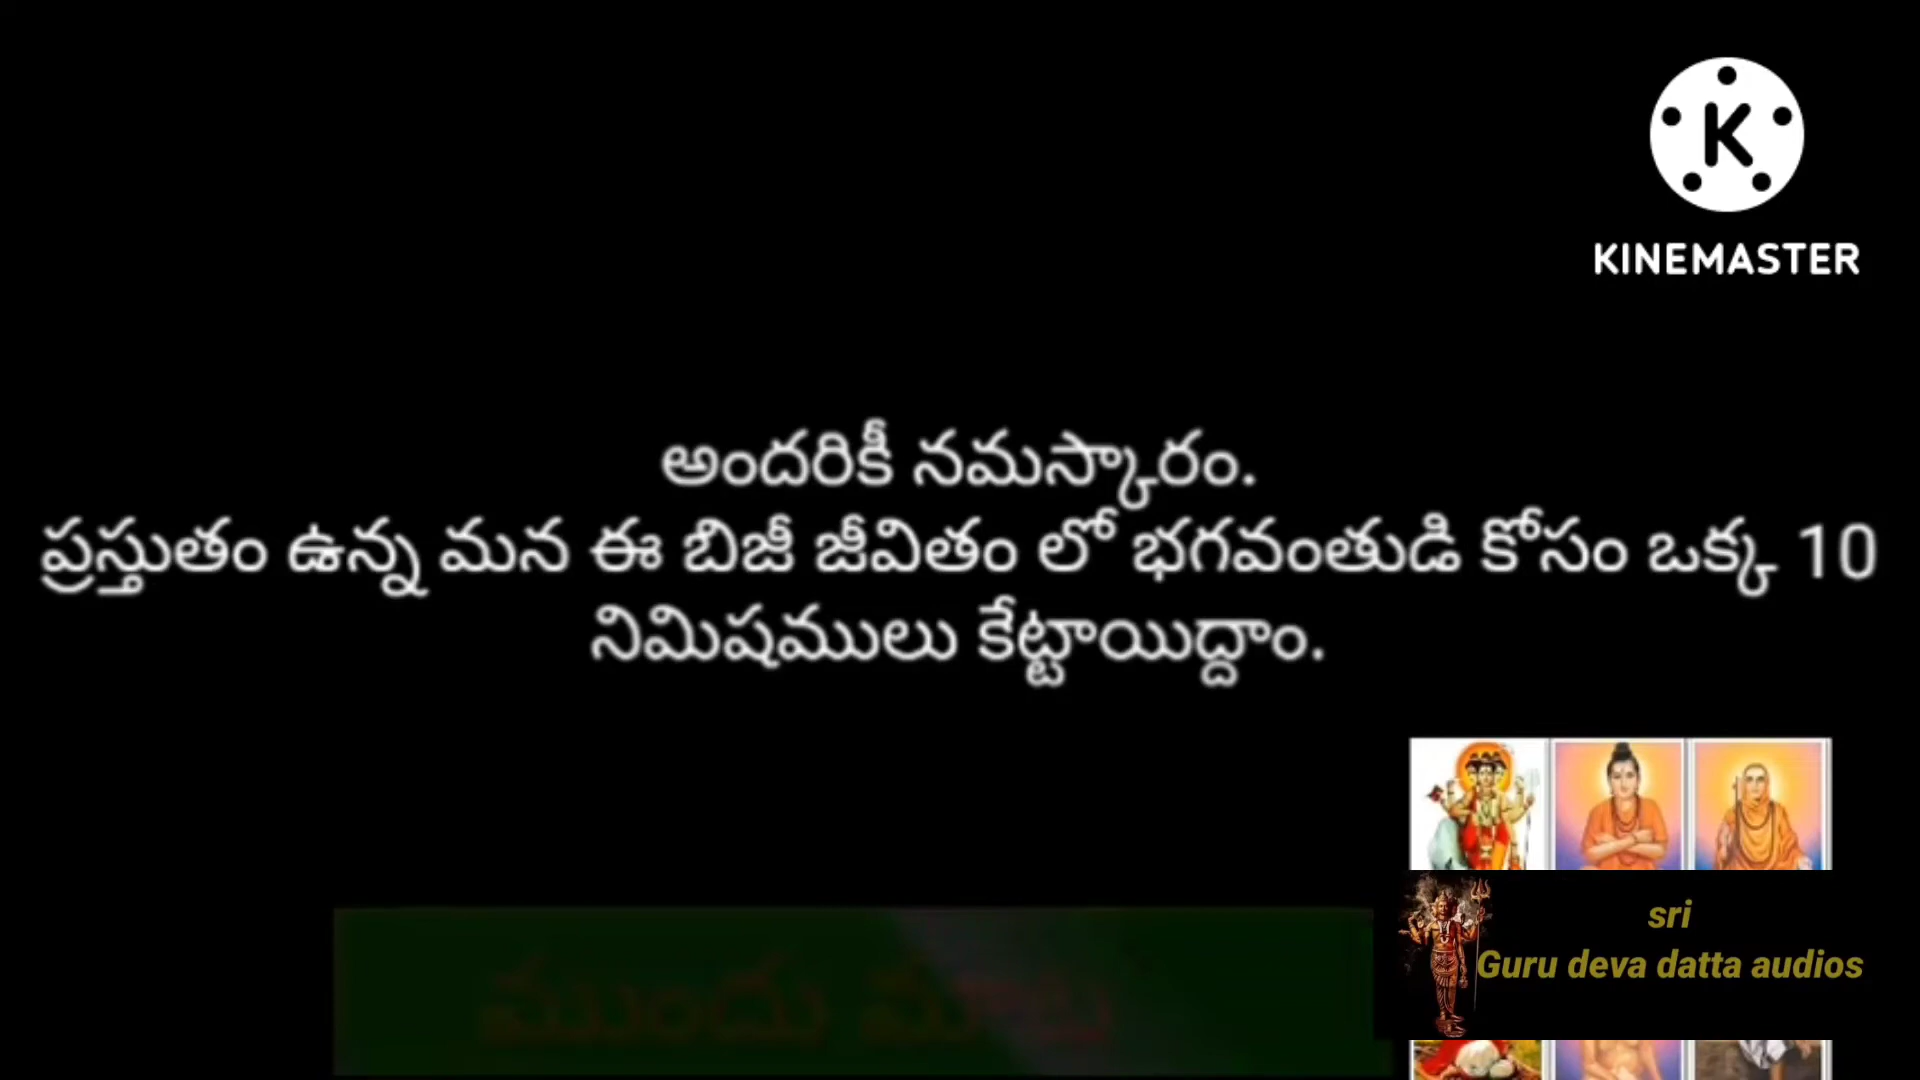 KINEMASTER
అందరికీ నమస్కారం.
ప్రస్తుతం ఉన్న మన ఈ బిజీ జీవితం లో భగవంతుడి కోసం ఒక్క 10
నిమిషములు కేట్టాయిద్దాం.
ముందు మాట
sri
Guru deva datta audios